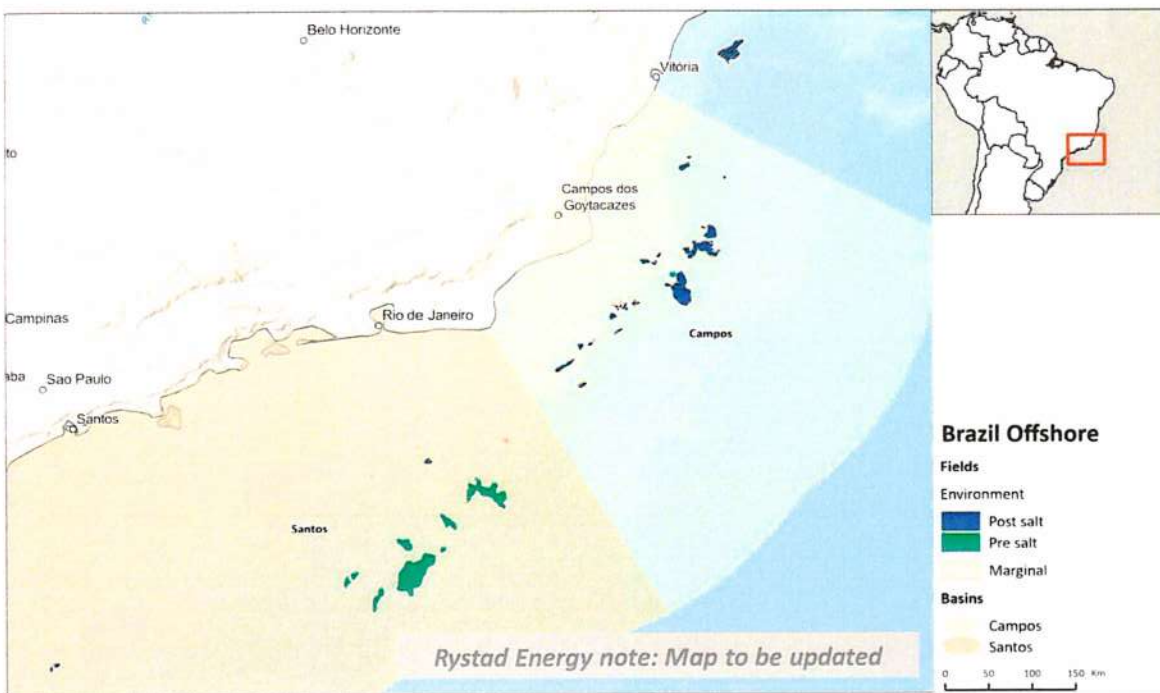 Belo Horizonte
Vitória
to
Campos dos
Goytacazes
Campinas
Rio de Janeiro
Campos
aba
Sao Paulo
Santos
Santos
Brazil Offshore
Fields
Environment
Post salt
Pre salt
Marginal
Basins
Campos
Santos
0 50 100 150 Km
Rystad Energy note: Map to be updated